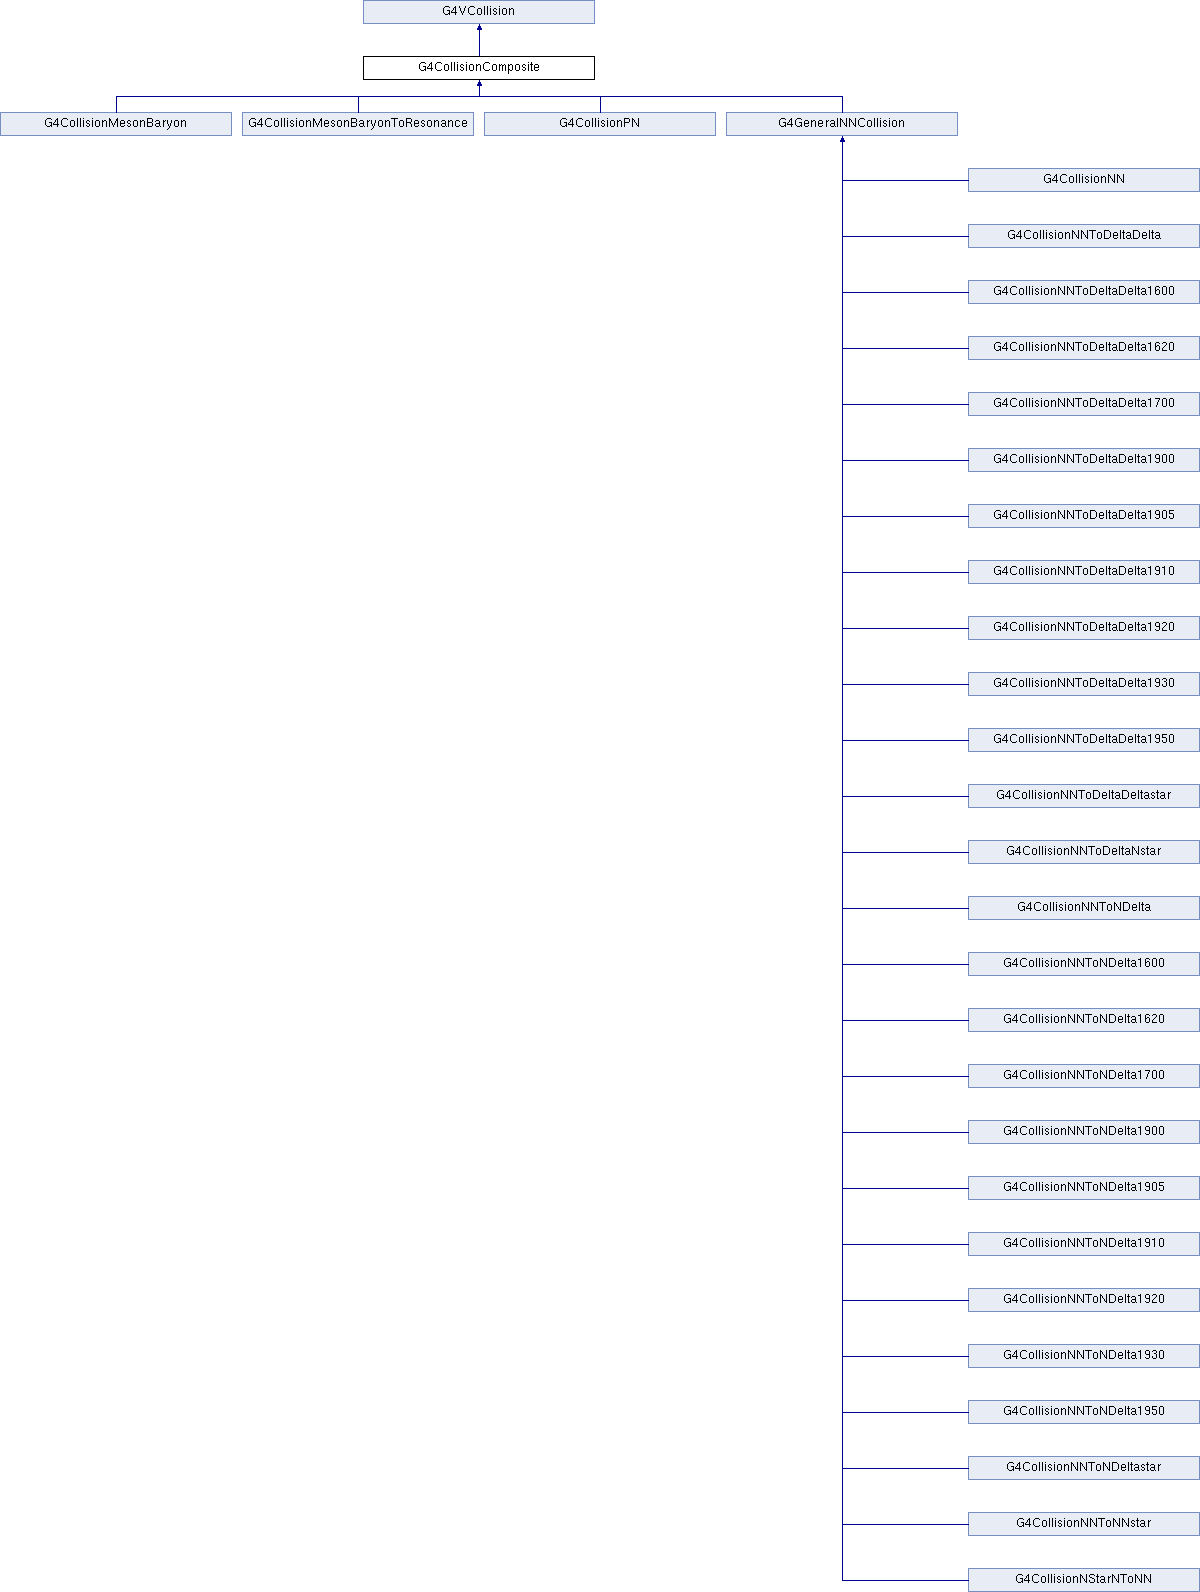 G4VCollision
G4CollisionComposite
G4CollisionMesonBaryon
G4CollisionMesonBaryonToResonance
G4CollisionPN
G4GeneralNNCollision
G4CollisionNN
G4CollisionNNToDeltaDelta
G4CollisionNNToDeltaDelta1600
G4CollisionNNToDeltaDelta1620
G4CollisionNNToDeltaDelta1700
G4CollisionNNToDeltaDelta1900
G4CollisionNNToDeltaDelta1905
G4CollisionNNToDeltaDelta1910
G4CollisionNNToDeltaDelta1920
G4CollisionNNToDeltaDelta1930
G4CollisionNNToDeltaDelta1950
G4CollisionNNToDeltaDeltastar
G4CollisionNNToDeltaNstar
G4CollisionNNToNDelta
G4CollisionNNToNDelta1600
G4CollisionNNToNDelta1620
G4CollisionNNToNDelta1700
G4CollisionNNToNDelta1900
G4CollisionNNToNDelta1905
G4CollisionNNToNDelta1910
G4CollisionNNToNDelta1920
G4CollisionNNToNDelta1930
G4CollisionNNToNDelta1950
G4CollisionNNToNDeltastar
G4CollisionNNToNNstar
G4CollisionNStarNToNN